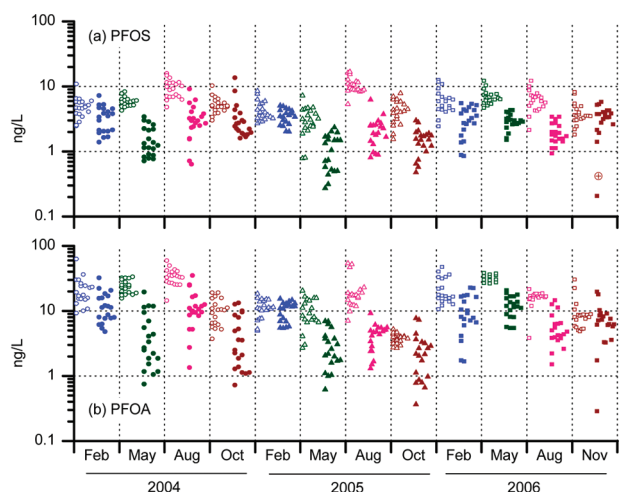 100
(a) PFOS
10
ng/L
1
0.1
100
10
ng/L
1
(b) PFOA
0.1
Feb May Aug Oct Feb May Aug Oct Feb May Aug Nov
2004 2005 2006